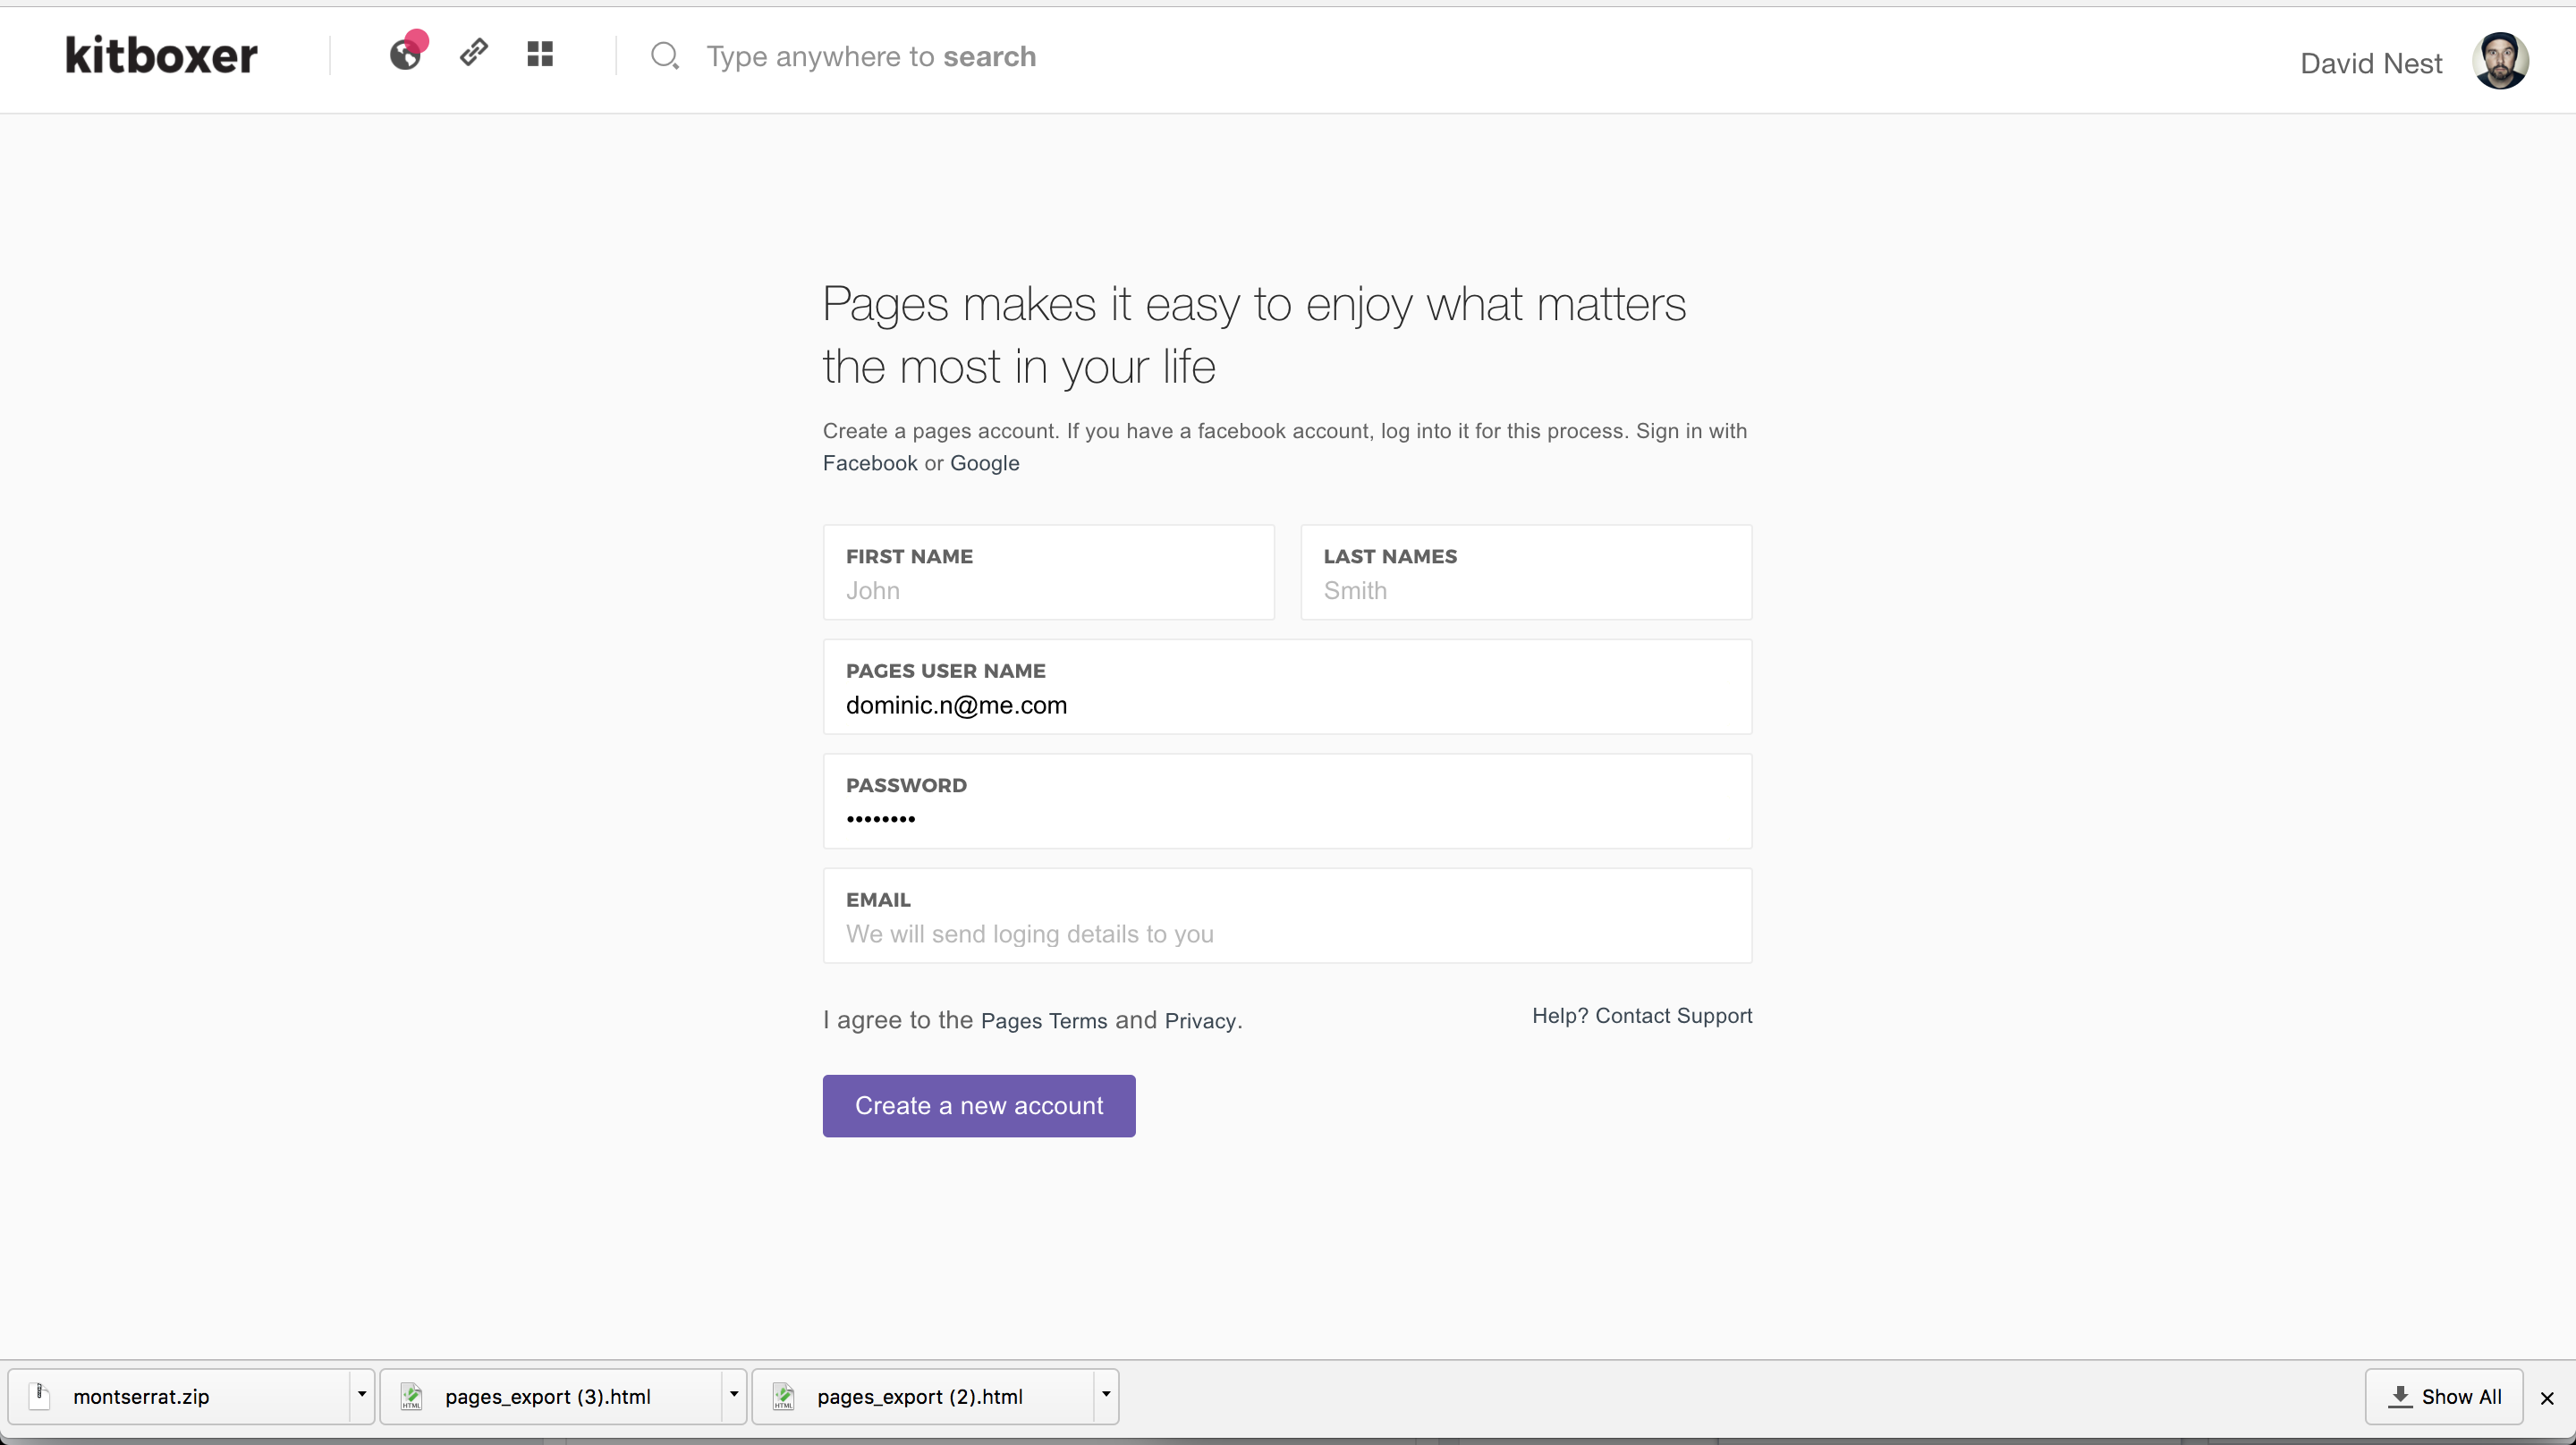 kitboxer
Type anywhere to search
David Nest
Pages makes it easy to enjoy what matters
the most in your life
Create a pages account. If you have a facebook account, log into it for this process. Sign in with
Facebook or Google
FIRST NAME
John
LAST NAMES
Smith
PAGES USER NAME
dominic.n@me.com
PASSWORD
••••••••
EMAIL
We will send loging details to you
I agree to the Pages Terms and Privacy.
Help? Contact Support
Create a new account
montserrat.zip
HTML
pages_export (3).html
HTML
pages_export (2).html
Show All